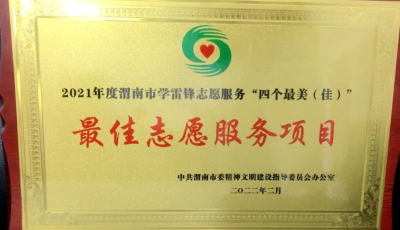 2021年度渭南市学雷锋志愿服务“四个最美(佳)”
最佳志愿服务项目
中共渭南市委精神文明建设指导委员会办公室
二〇二二年二月